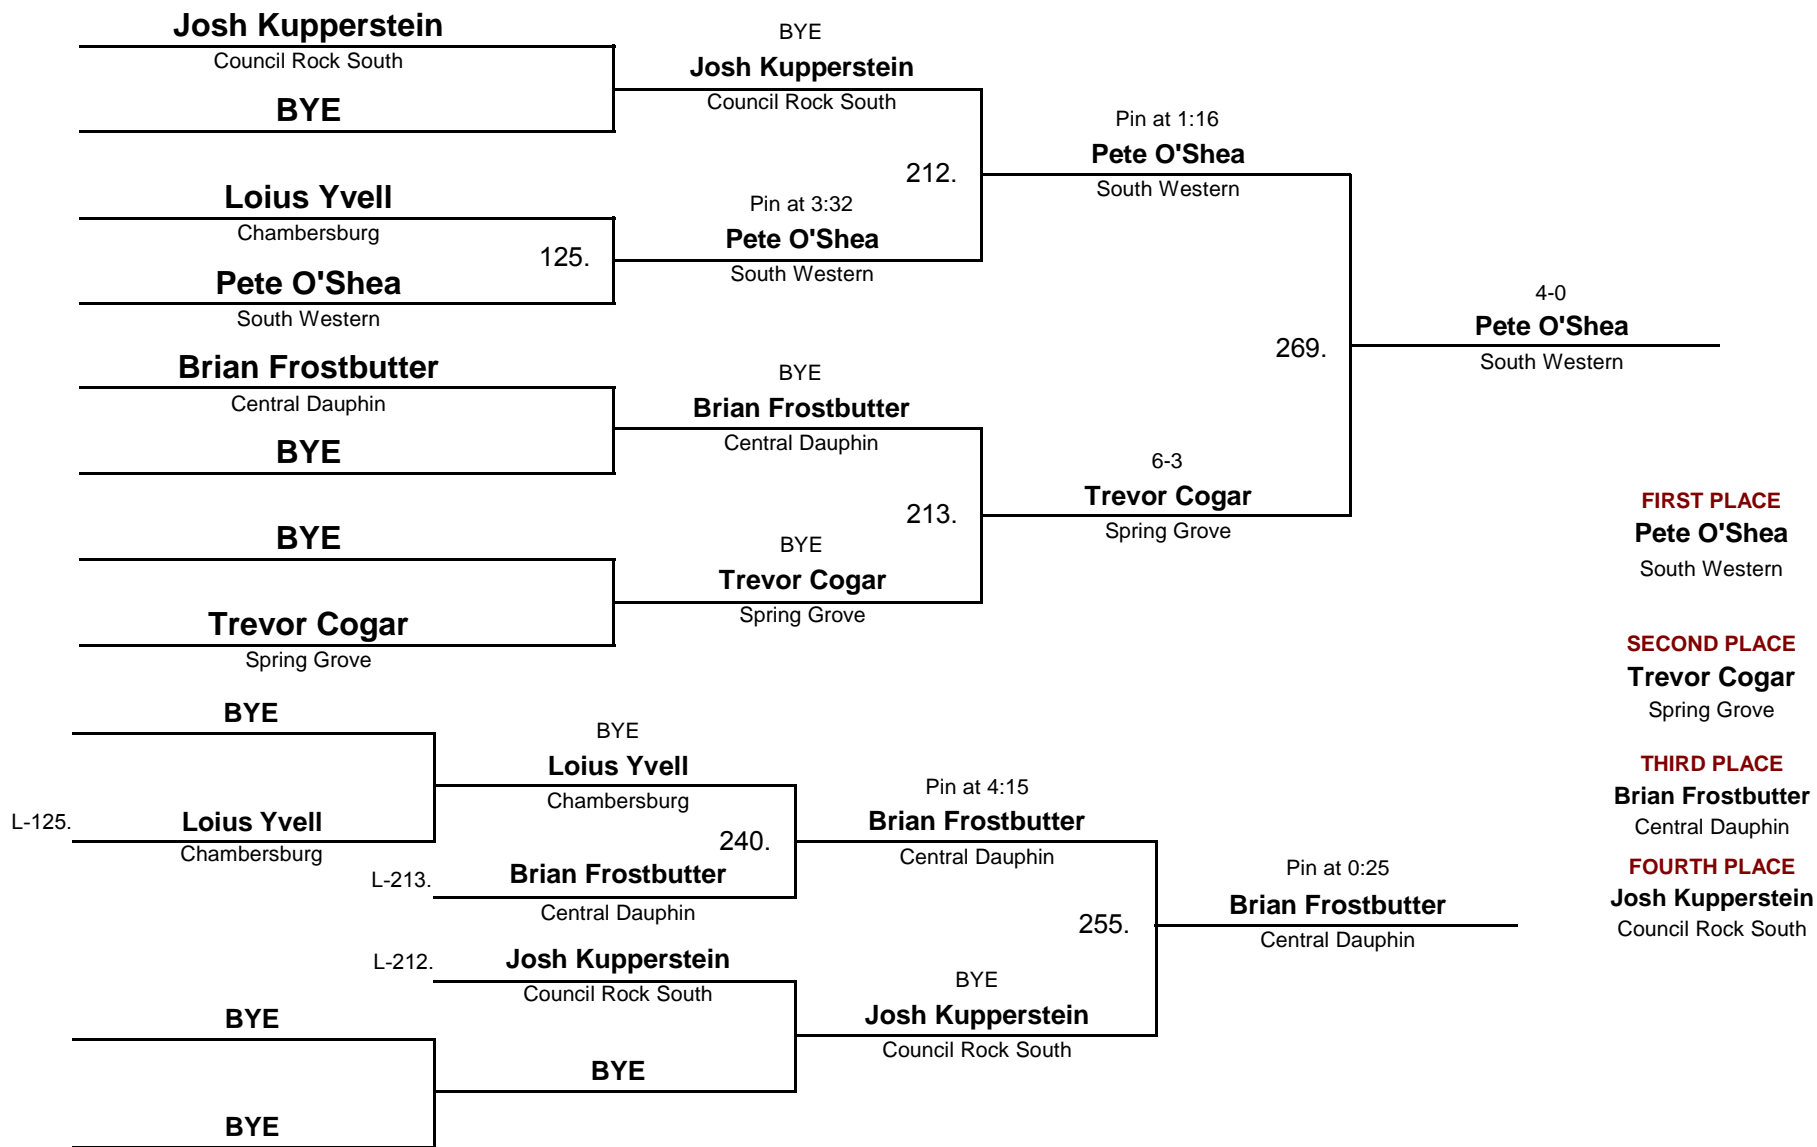 Josh Kupperstein
Council Rock South
BYE
Loius Yvell
Chambersburg
125.
Pete O'Shea
South Western
Brian Frostbutter
Central Dauphin
BYE
BYE
Trevor Cogar
Spring Grove
BYE
Josh Kupperstein
Council Rock South
212.
Pin at 3:32
Pete O'Shea
South Western
BYE
Brian Frostbutter
Central Dauphin
213.
BYE
Trevor Cogar
Spring Grove
Pin at 1:16
Pete O'Shea
South Western
269.
6-3
Trevor Cogar
Spring Grove
4-0
Pete O'Shea
South Western
FIRST PLACE
Pete O'Shea
South Western
SECOND PLACE
Trevor Cogar
Spring Grove
THIRD PLACE
Brian Frostbutter
Central Dauphin
FOURTH PLACE
Josh Kupperstein
Council Rock South
BYE
L-125.
Loius Yvell
Chambersburg
BYE
Loius Yvell
Chambersburg
240.
L-213.
Brian Frostbutter
Central Dauphin
L-212.
Josh Kupperstein
Council Rock South
BYE
BYE
BYE
Pin at 4:15
Brian Frostbutter
Central Dauphin
255.
BYE
Josh Kupperstein
Council Rock South
Pin at 0:25
Brian Frostbutter
Central Dauphin